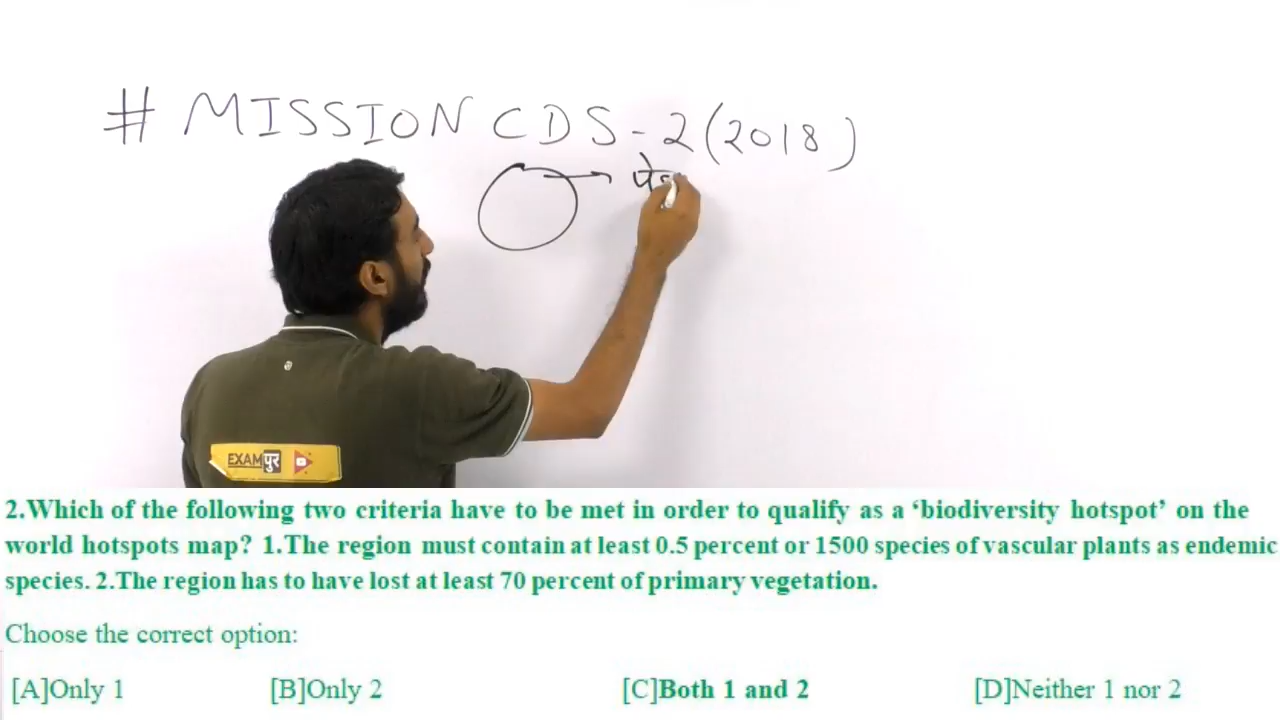 # MISSION CDS-2 (2018)
EXAM पुर
2.Which of the following two criteria have to be met in order to qualify as a ‘biodiversity hotspot’ on the
world hotspots map? 1.The region must contain at least 0.5 percent or 1500 species of vascular plants as endemic
species. 2.The region has to have lost at least 70 percent of primary vegetation.
Choose the correct option:
[A]Only 1 [B]Only 2 [C]Both 1 and 2 [D]Neither 1 nor 2